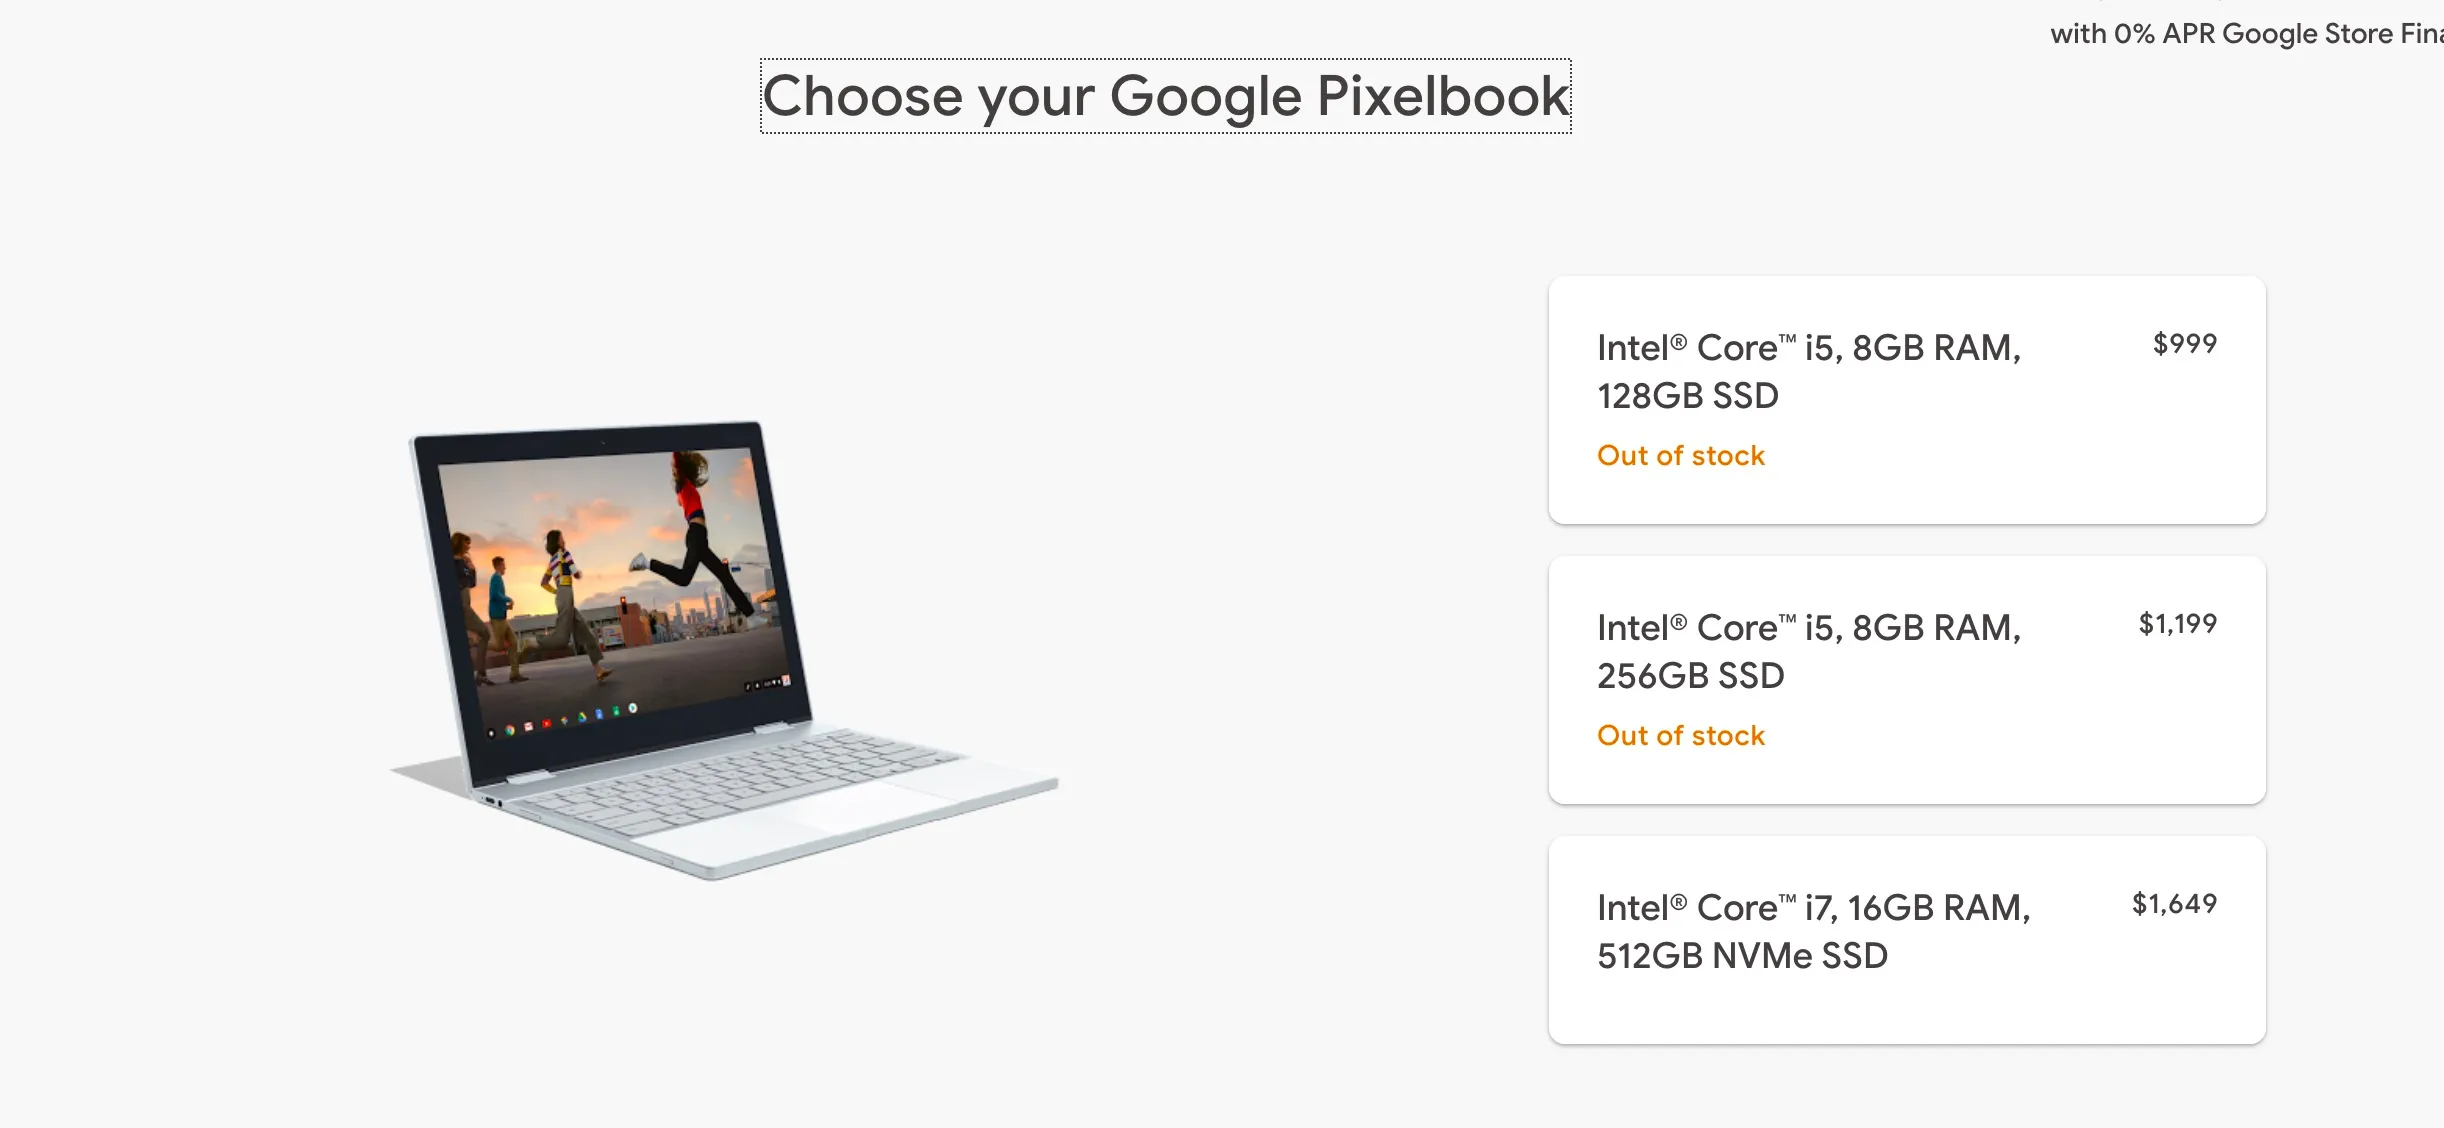 with 0% APR Google Store Fin
Choose your Google Pixelbook
Intel® Core™ i5, 8GB RAM,
128GB SSD
$999
Out of stock
Intel® Core™ i5, 8GB RAM,
256GB SSD
$1,199
Out of stock
Intel® Core™ i7, 16GB RAM,
512GB NVMe SSD
$1,649